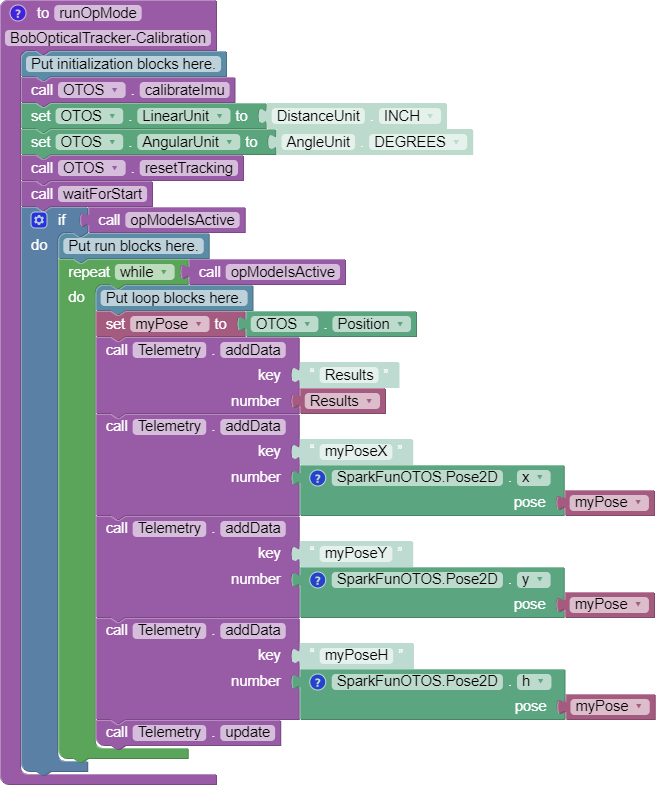 ? to runOpMode
BobOpticalTracker-Calibration
Put initialization blocks here.
call OTOS . calibrateImu
set OTOS . LinearUnit to DistanceUnit . INCH
set OTOS . AngularUnit to AngleUnit . DEGREES
call OTOS . resetTracking
call waitForStart
if call opModeIsActive
do Put run blocks here.
repeat while call opModeIsActive
do Put loop blocks here.
set myPose to OTOS . Position
call Telemetry . addData
key " Results "
number Results
call Telemetry . addData
key " myPoseX "
number ? SparkFunOTOS.Pose2D . x
pose myPose
call Telemetry . addData
key " myPoseY "
number ? SparkFunOTOS.Pose2D . y
pose myPose
call Telemetry . addData
key " myPoseH "
number ? SparkFunOTOS.Pose2D . h
pose myPose
call Telemetry . update